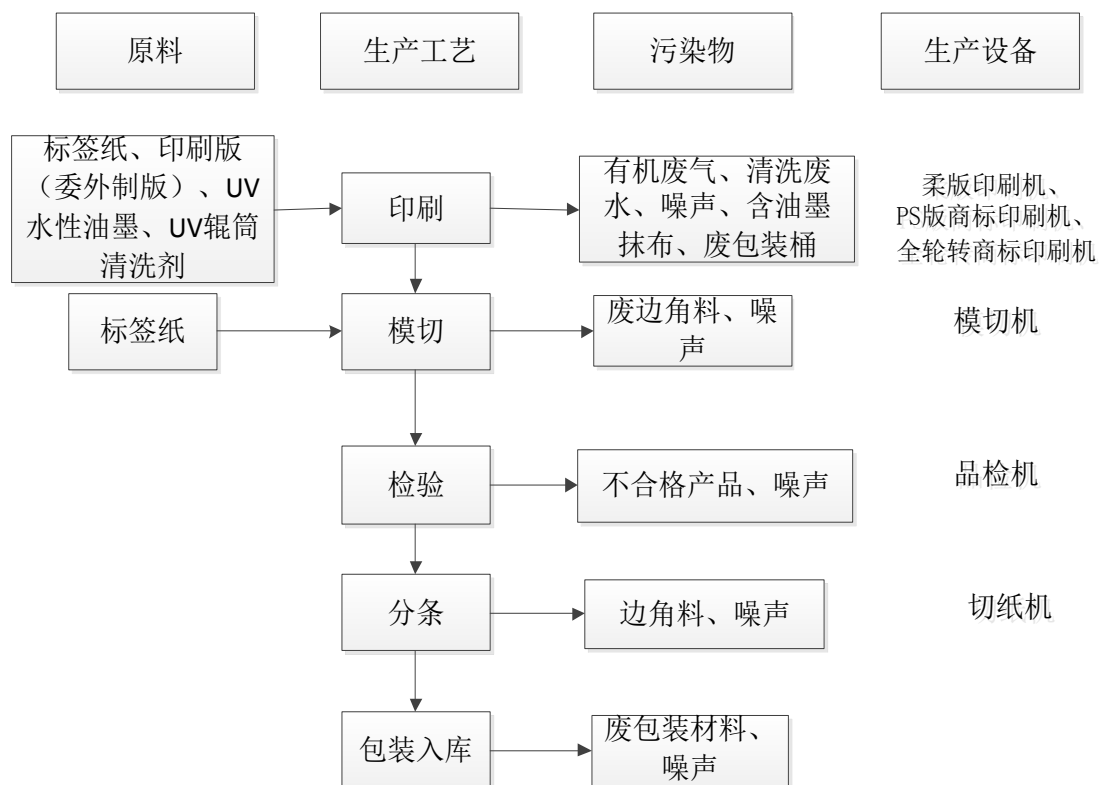 原料
生产工艺
污染物
生产设备
标签纸、印刷版
（委外制版）、UV
水性油墨、UV辊筒
清洗剂
印刷
有机废气、清洗废
水、噪声、含油墨
抹布、废包装桶
柔版印刷机、
PS版商标印刷机、
全轮转商标印刷机
标签纸
模切
废边角料、噪
声
模切机
检验
不合格产品、噪声
品检机
分条
边角料、噪声
切纸机
包装入库
废包装材料、
噪声